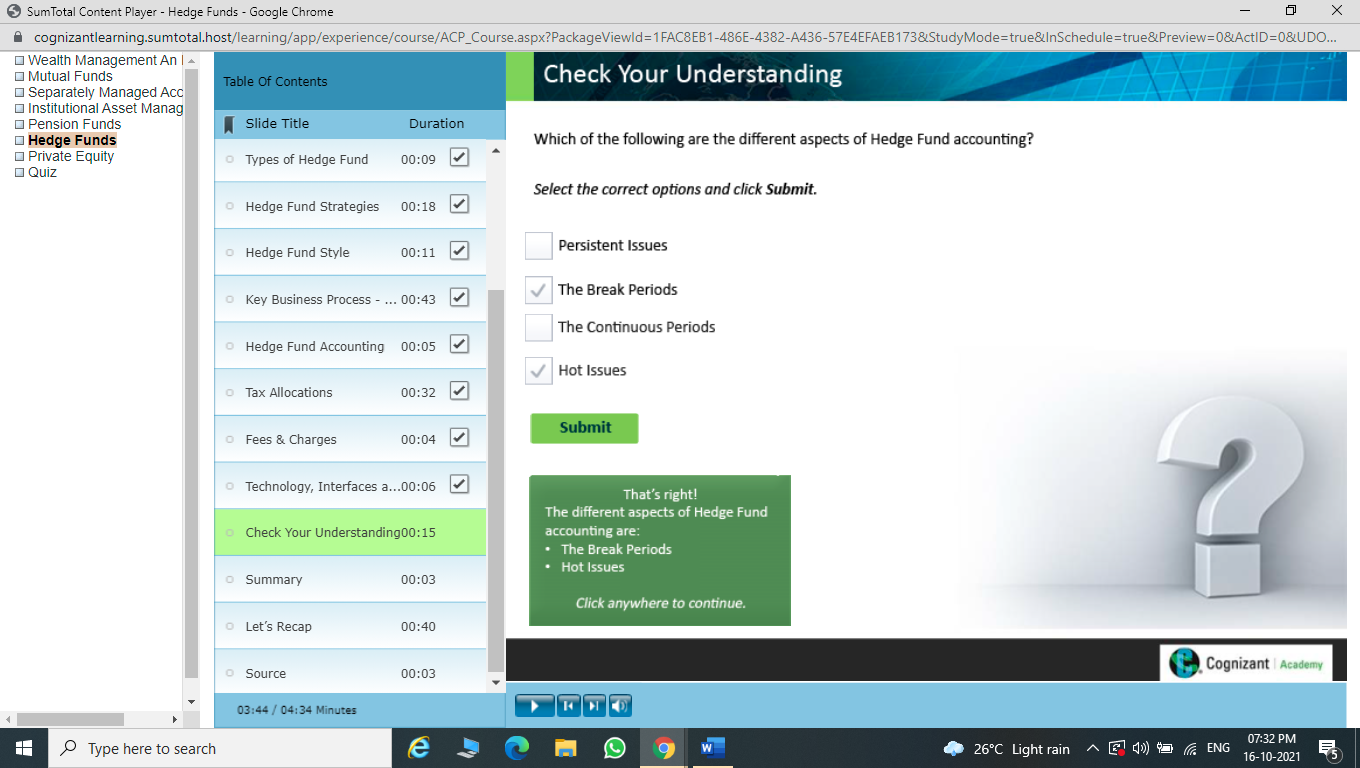 SumTotal Content Player - Hedge Funds - Google Chrome
cognizantlearning.sumtotal.host/learning/app/experience/course/ACP_Course.aspx?PackageViewId=1FAC8EB1-486E-4382-A436-57E4EFAEB173&StudyMode=true&InSchedule=true&Preview=0&ActID=0&UDO...
Wealth Management An I
Mutual Funds
Separately Managed Acc
Institutional Asset Manag
Pension Funds
Hedge Funds
Private Equity
Quiz
Table Of Contents
Slide Title Duration
Types of Hedge Fund 00:09
Hedge Fund Strategies 00:18
Hedge Fund Style 00:11
Key Business Process - ... 00:43
Hedge Fund Accounting 00:05
Tax Allocations 00:32
Fees & Charges 00:04
Technology, Interfaces a...00:06
Check Your Understanding00:15
Summary 00:03
Let's Recap 00:40
Source 00:03
03:44 / 04:34 Minutes
Check Your Understanding
Which of the following are the different aspects of Hedge Fund accounting?
Select the correct options and click Submit.
Persistent Issues
The Break Periods
The Continuous Periods
Hot Issues
Submit
That's right!
The different aspects of Hedge Fund
accounting are:
• The Break Periods
• Hot Issues
Click anywhere to continue.
Cognizant | Academy
Type here to search
26°C Light rain
ENG
07:32 PM
16-10-2021
5